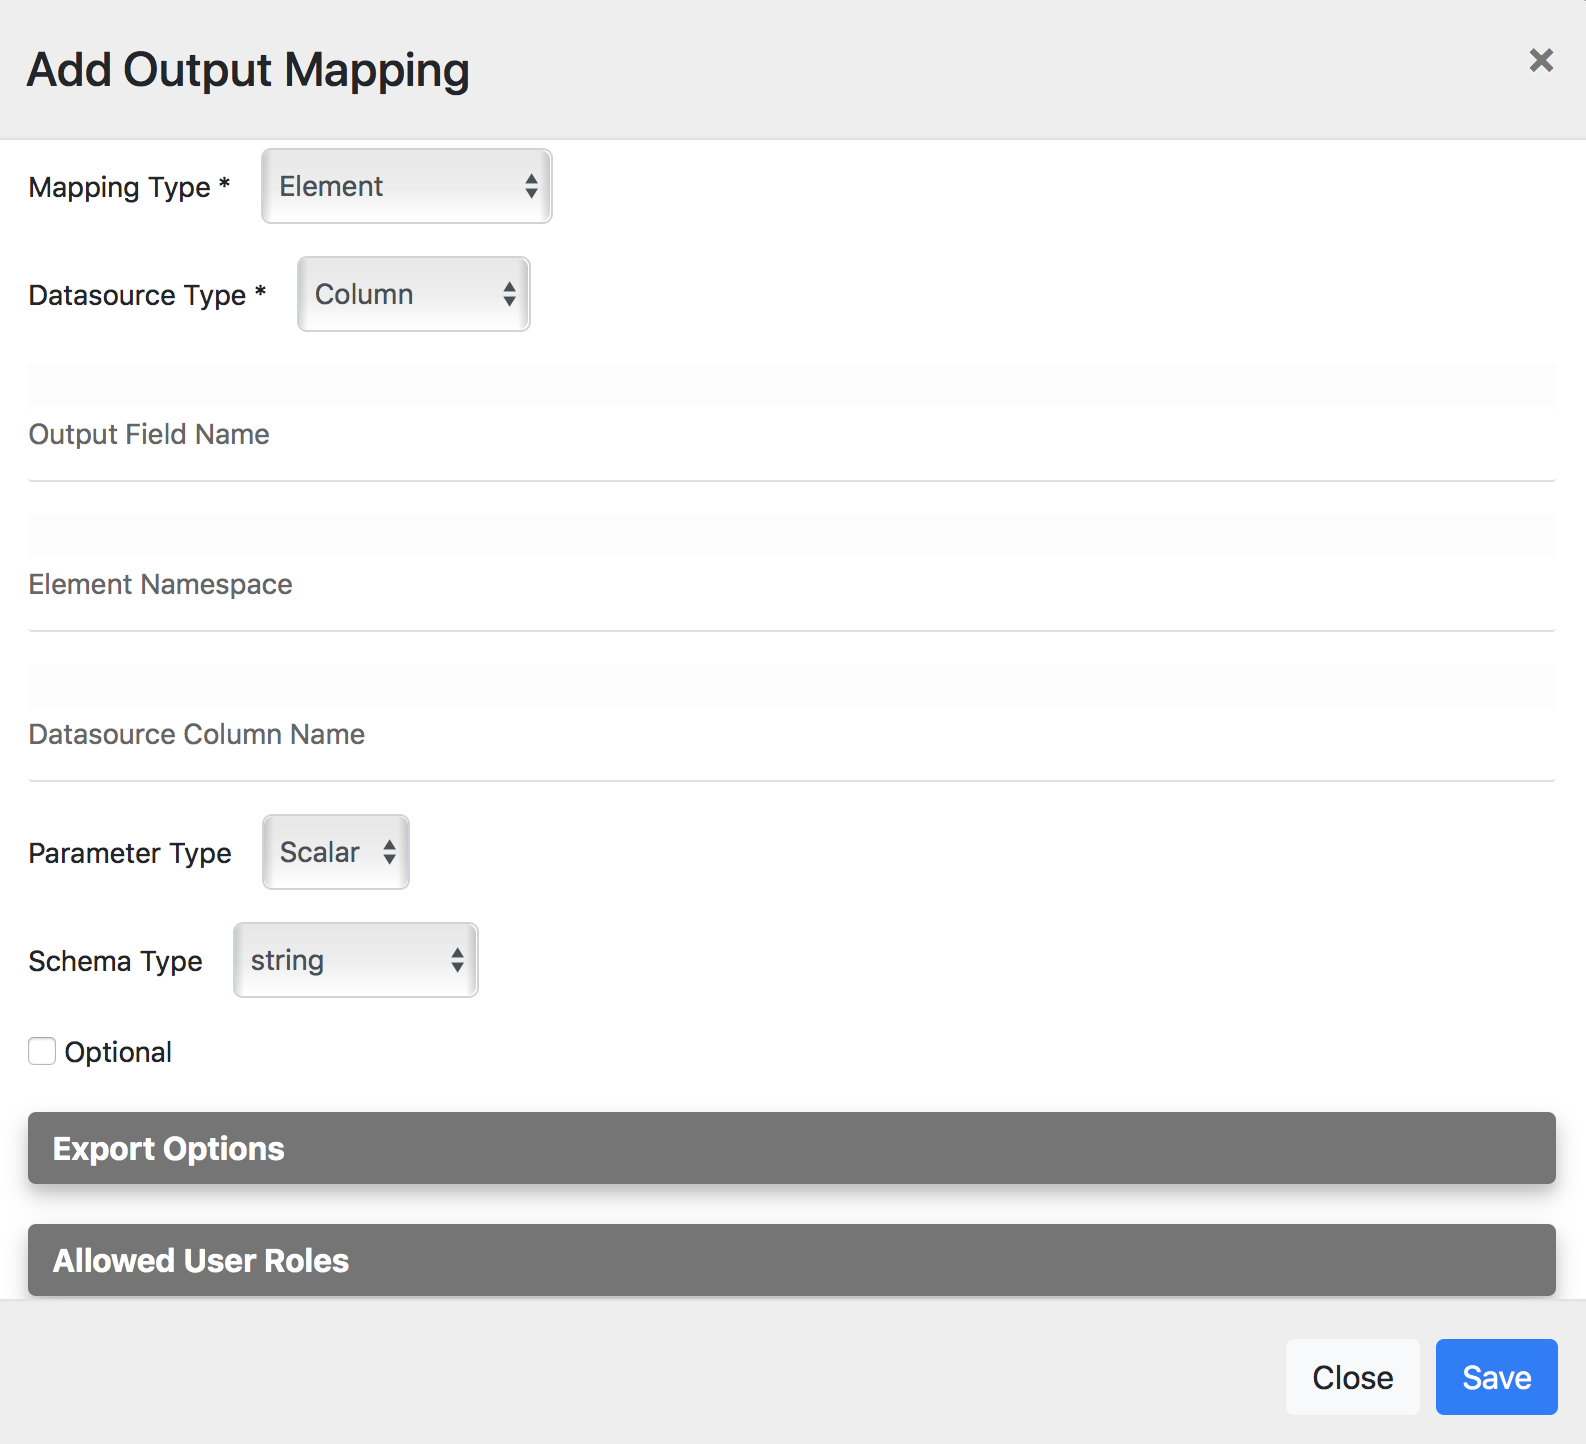 Add Output Mapping
Mapping Type * Element
Datasource Type * Column
Output Field Name
Element Namespace
Datasource Column Name
Parameter Type Scalar
Schema Type string
Optional
Export Options
Allowed User Roles
Close Save